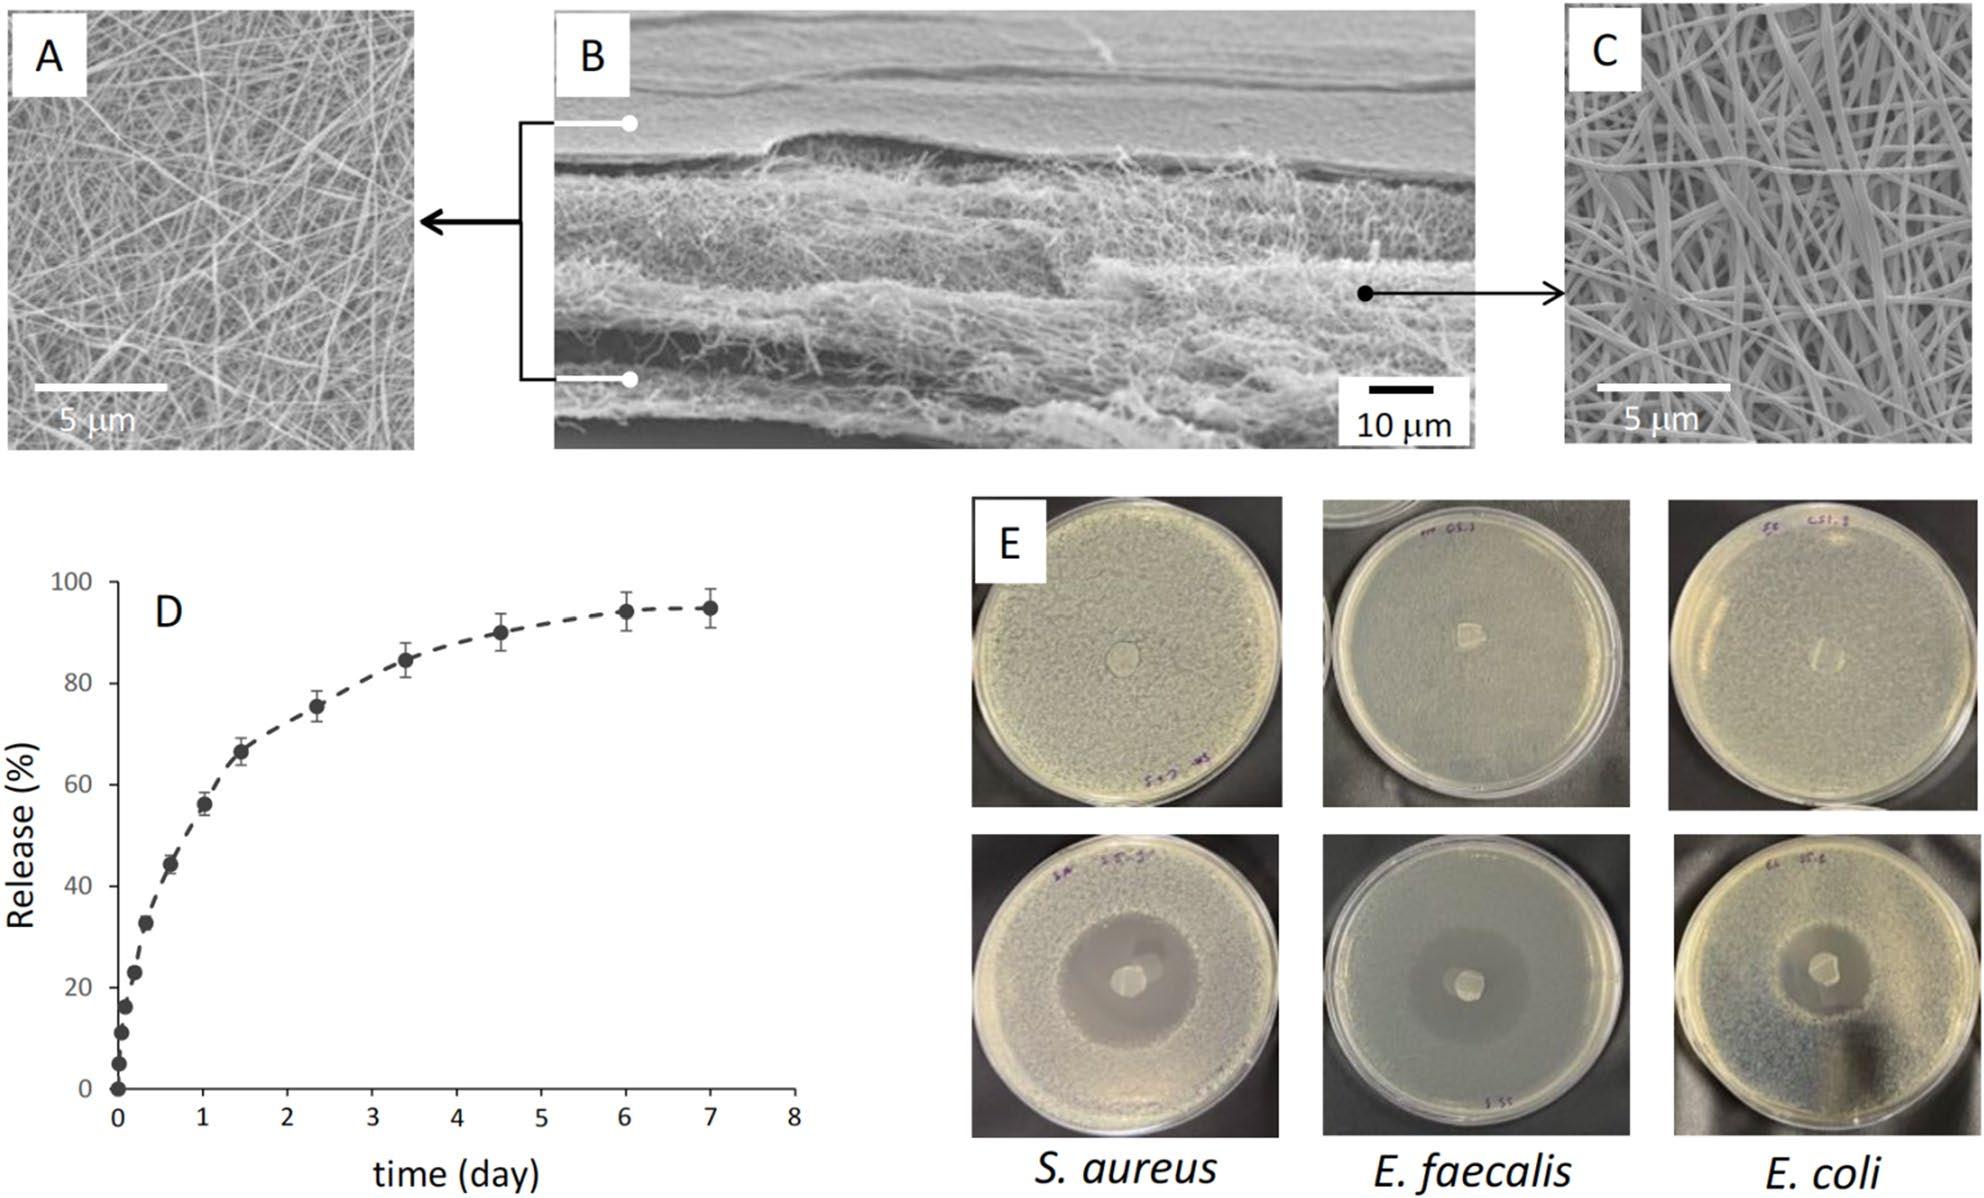 A
B
C
5 μm
10 μm
5 μm
E
D
100
80
60
40
20
0
0 1 2 3 4 5 6 7 8
Release (%)
time (day)
S. aureus
E. faecalis
E. coli